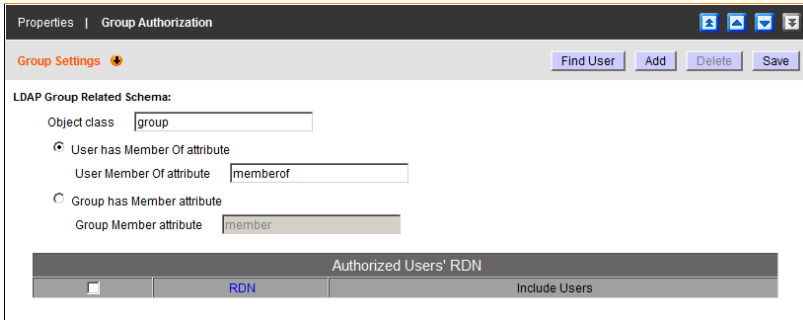 Properties | Group Authorization
Group Settings Find User Add Delete Save
LDAP Group Related Schema:
Object class group
User has Member Of attribute
User Member Of attribute memberof
Group has Member attribute
Group Member attribute member
Authorized Users' RDN
RDN Include Users